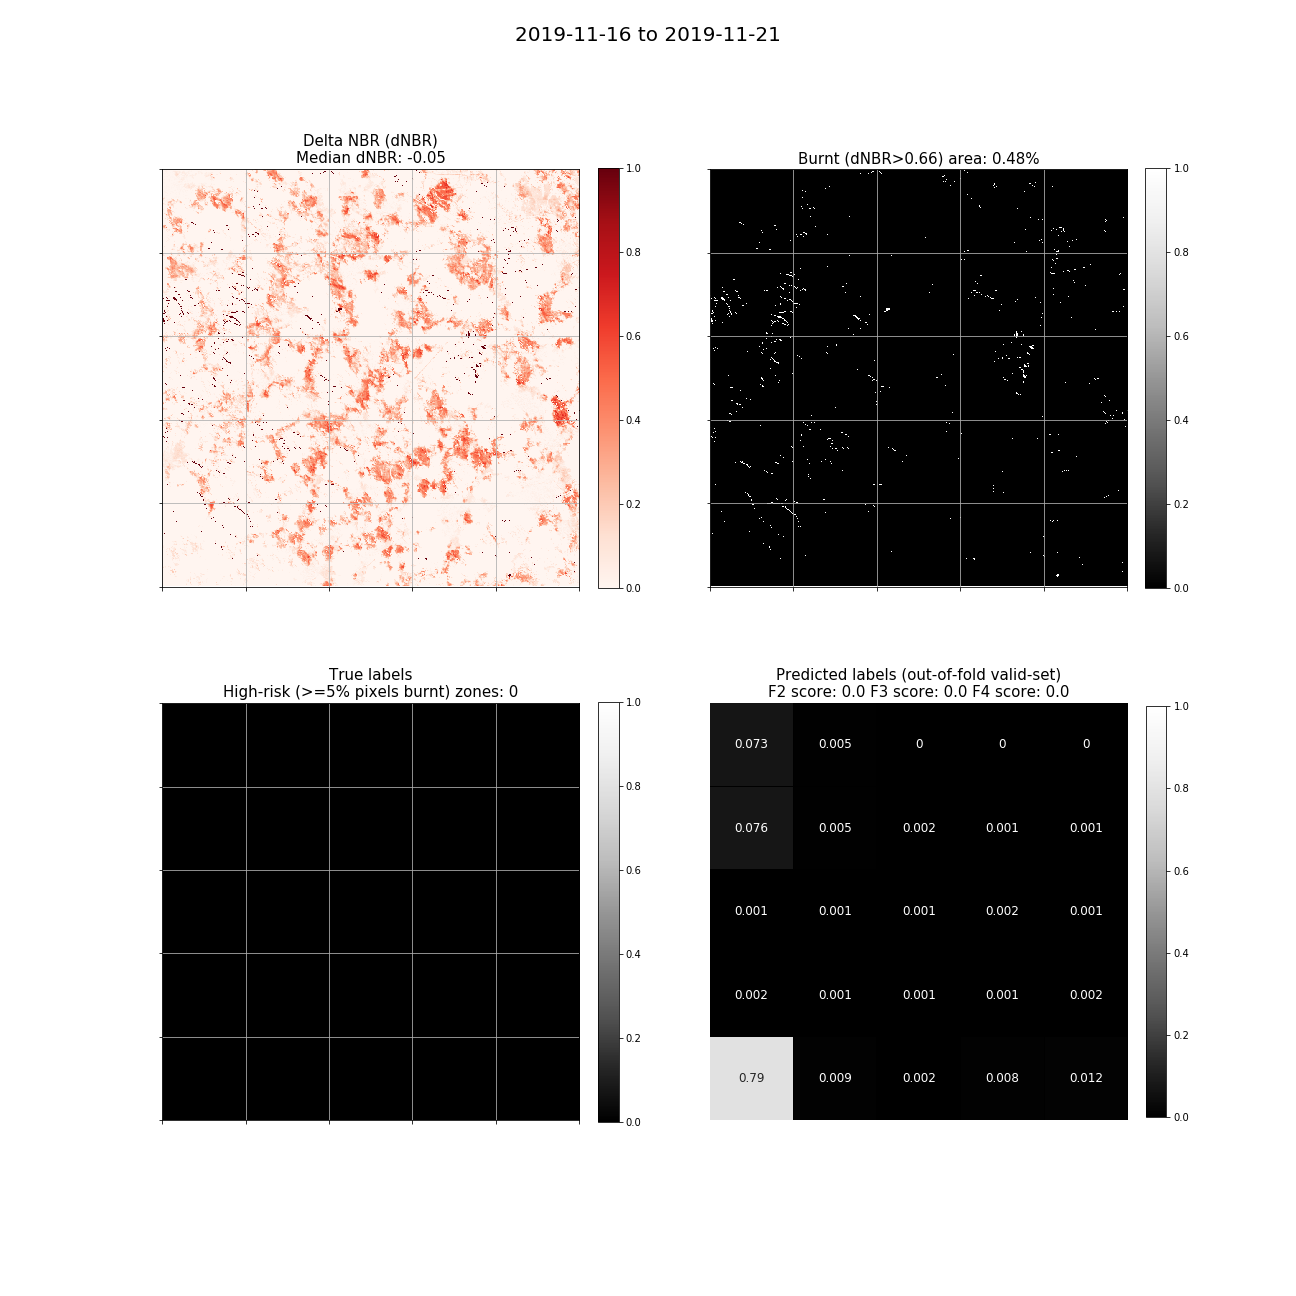 2019-11-16 to 2019-11-21
Delta NBR (dNBR)
Median dNBR: -0.05
1.0
0.8
0.6
0.4
0.2
0.0
Burnt (dNBR>0.66) area: 0.48%
1.0
0.8
0.6
0.4
0.2
0.0
True labels
High-risk (>=5% pixels burnt) zones: 0
1.0
0.8
0.6
0.4
0.2
0.0
Predicted labels (out-of-fold valid-set)
F2 score: 0.0 F3 score: 0.0 F4 score: 0.0
0.073 0.005 0 0 0
0.076 0.005 0.002 0.001 0.001
0.001 0.001 0.001 0.002 0.001
0.002 0.001 0.001 0.001 0.002
0.79 0.009 0.002 0.008 0.012
1.0
0.8
0.6
0.4
0.2
0.0